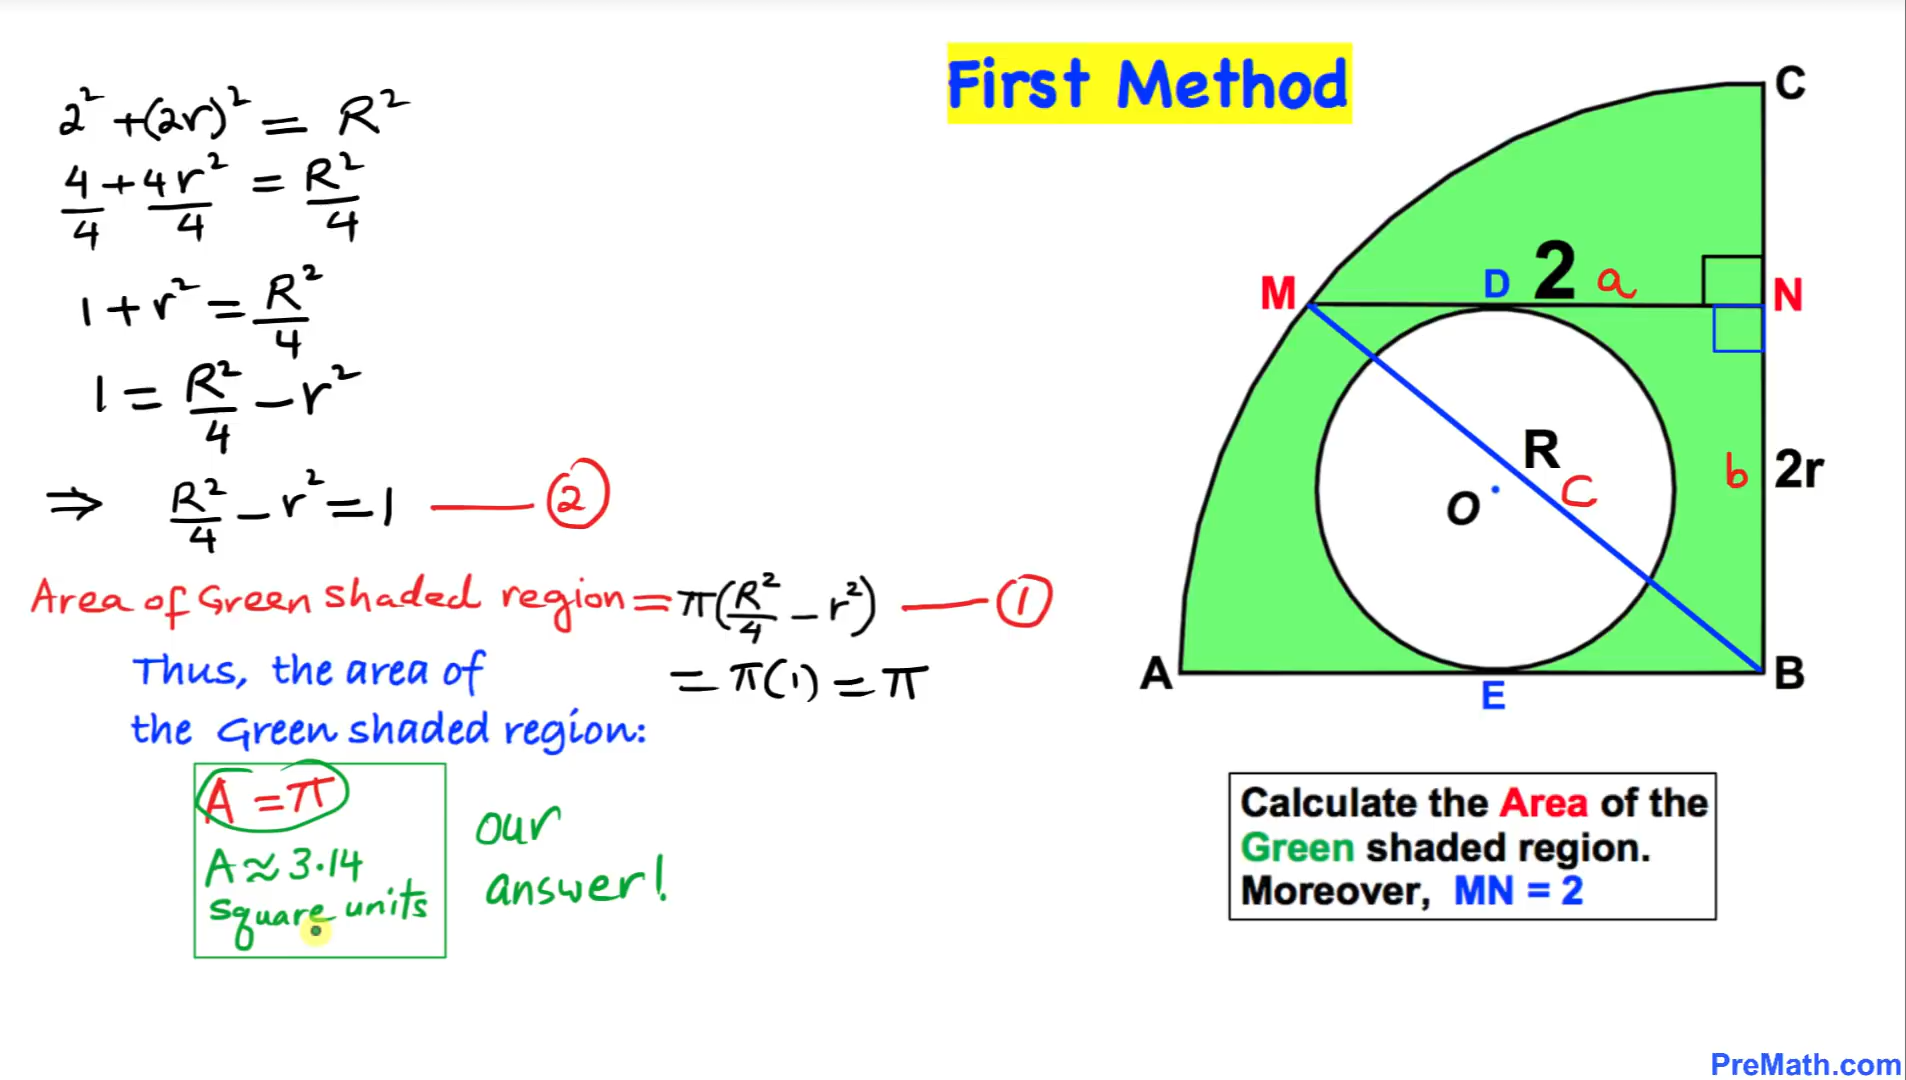 First Method
2² + (2r)² = R²
4/4 + 4r²/4 = R²/4
1 + r² = R²/4
1 = R²/4 − r²
⇒ R²/4 − r² = 1 —— ②
Area of Green shaded region = π(R²/4 − r²) —— ①
= π(1) = π
Thus, the area of
the Green shaded region:
A = π
A ≈ 3.14
square units
our
answer!
C
M D 2 a N
R
O c b 2r
A B
E
Calculate the Area of the
Green shaded region.
Moreover, MN = 2
PreMath.com